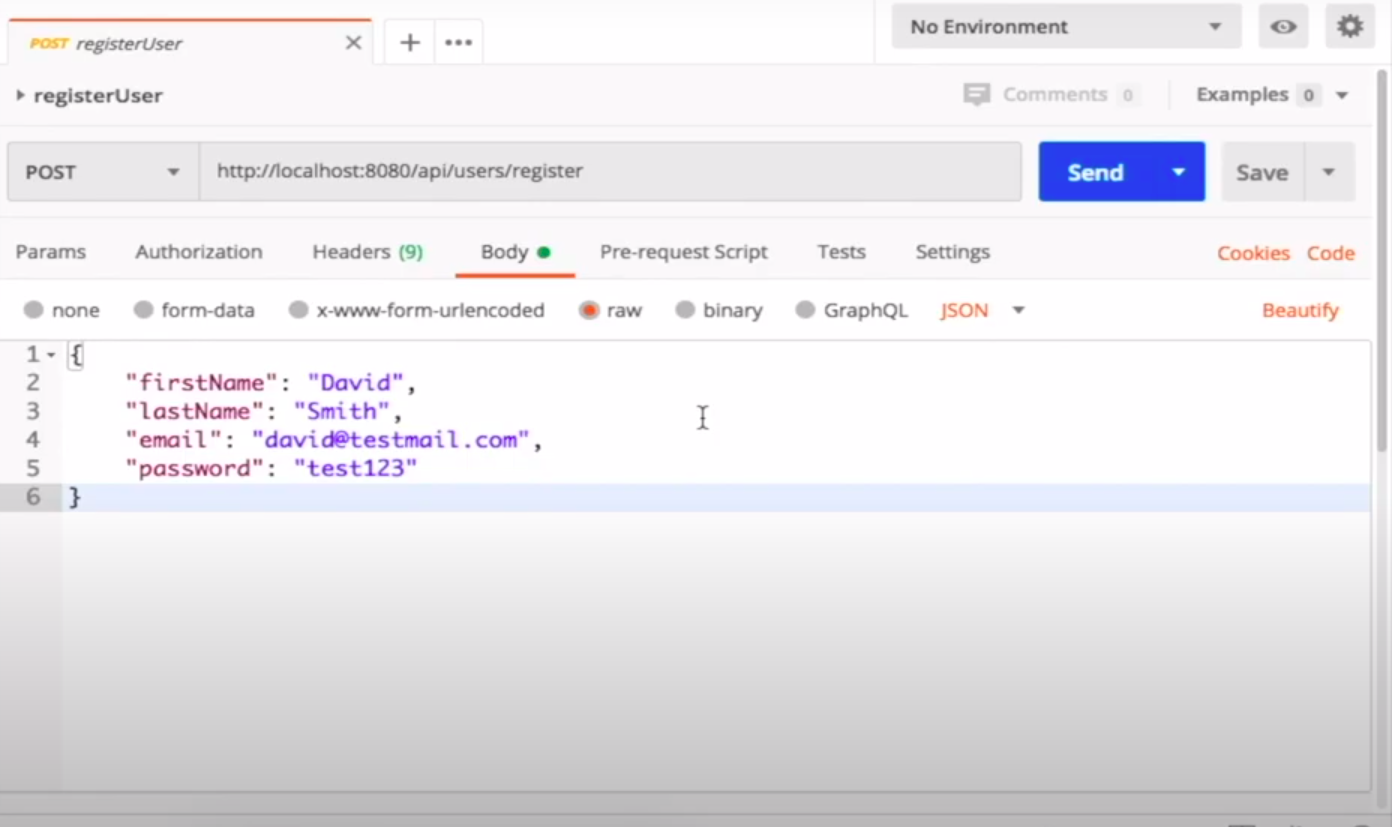 POST registerUser
No Environment
registerUser
Comments 0 Examples 0
POST http://localhost:8080/api/users/register Send Save
Params Authorization Headers (9) Body Pre-request Script Tests Settings Cookies Code
none form-data x-www-form-urlencoded raw binary GraphQL JSON Beautify
1 {
2 "firstName": "David",
3 "lastName": "Smith",
4 "email": "david@testmail.com",
5 "password": "test123"
6 }